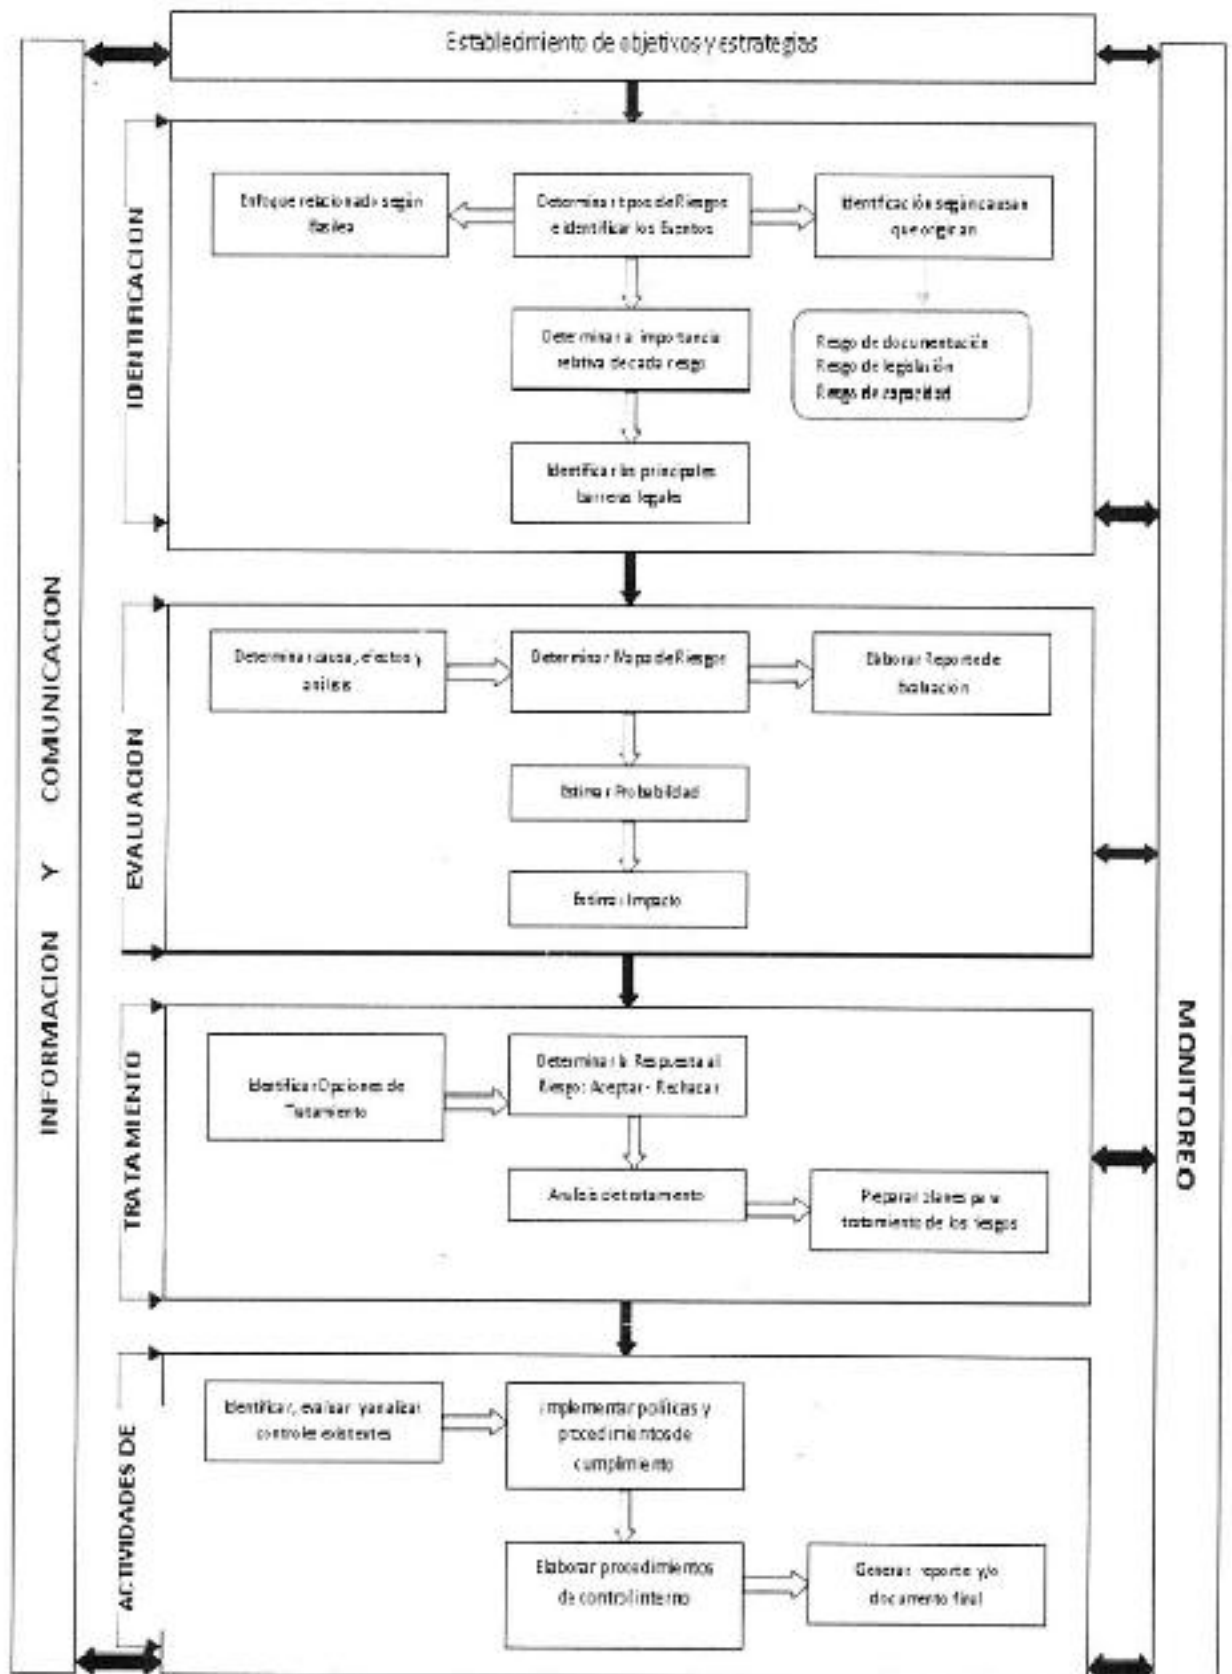 Establecimiento de objetivos y estrategias
INFORMACION Y COMUNICACION
MONITOREO
IDENTIFICACION
Enfoque relacionado según
Basilea
Determinar tipos de Riesgos
e identificar los Eventos
Identificación según causas
que originan
Determinar la importancia
relativa de cada riesgo
Riesgo de documentación
Riesgo de legislación
Riesgo de capacidad
Identificar las principales
barreras legales
EVALUACION
Determinar causa, efectos y
análisis
Determinar Mapa de Riesgos
Elaborar Reporte de
Evaluación
Estimar Probabilidad
Estimar Impacto
TRATAMIENTO
Identificar Opciones de
Tratamiento
Determinar la Respuesta al
Riesgo: Aceptar - Rechazar
Análisis del tratamiento
Preparar planes para
tratamiento de los riesgos
ACTIVIDADES DE
Identificar, evaluar y analizar
controles existentes
Implementar políticas y
procedimientos de
cumplimiento
Elaborar procedimientos
de control interno
Generar reporte y/o
documento final